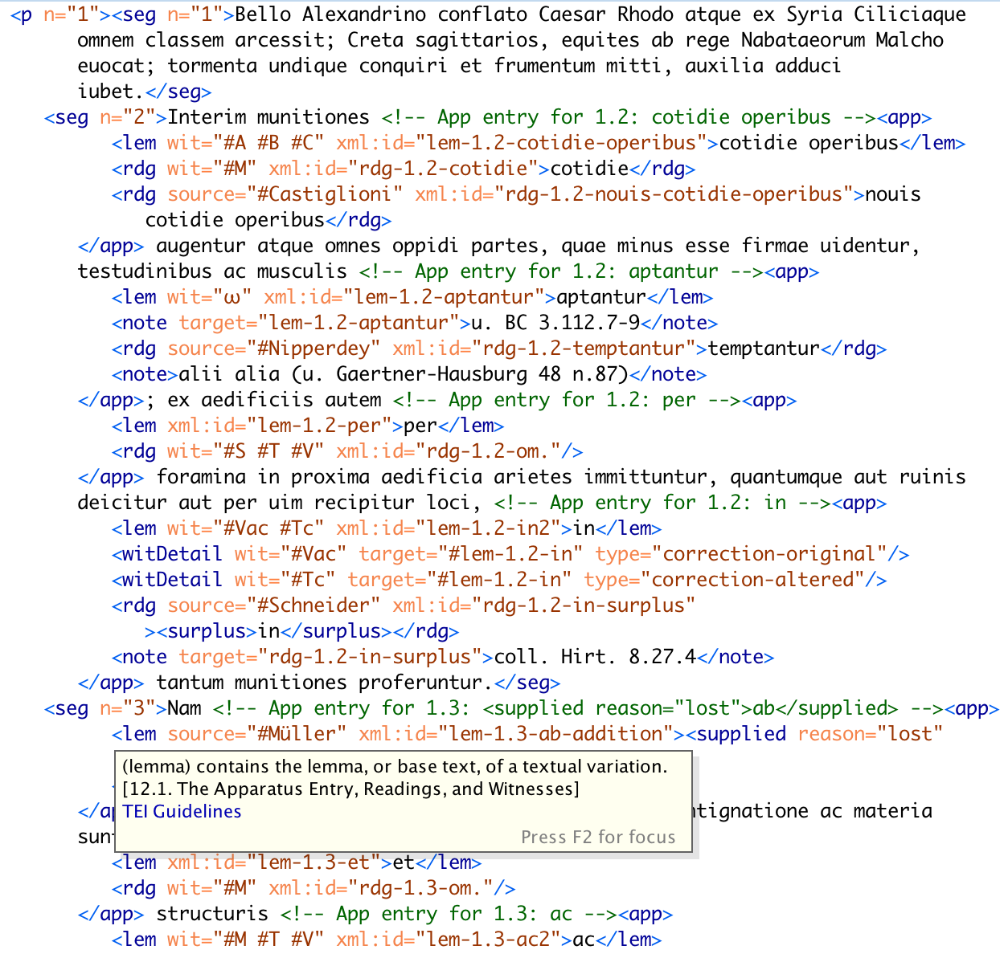 <p n="1"><seg n="1">Bello Alexandrino conflato Caesar Rhodo atque ex Syria Ciliciaque
omnem classem arcessit; Creta sagittarios, equites ab rege Nabataeorum Malcho
euocat; tormenta undique conquiri et frumentum mitti, auxilia adduci
iubet.</seg>
<seg n="2">Interim munitiones <!-- App entry for 1.2: cotidie operibus --><app>
<lem wit="#A #B #C" xml:id="lem-1.2-cotidie-operibus">cotidie operibus</lem>
<rdg wit="#M" xml:id="rdg-1.2-cotidie">cotidie</rdg>
<rdg source="#Castiglioni" xml:id="rdg-1.2-nouis-cotidie-operibus">nouis
cotidie operibus</rdg>
</app> augentur atque omnes oppidi partes, quae minus esse firmae uidentur,
testudinibus ac musculis <!-- App entry for 1.2: aptantur --><app>
<lem wit="ω" xml:id="lem-1.2-aptantur">aptantur</lem>
<note target="lem-1.2-aptantur">u. BC 3.112.7-9</note>
<rdg source="#Nipperdey" xml:id="rdg-1.2-temptantur">temptantur</rdg>
<note>alii alia (u. Gaertner-Hausburg 48 n.87)</note>
</app>; ex aedificiis autem <!-- App entry for 1.2: per --><app>
<lem xml:id="lem-1.2-per">per</lem>
<rdg wit="#S #T #V" xml:id="rdg-1.2-om."/>
</app> foramina in proxima aedificia arietes immittuntur, quantumque aut ruinis
deicitur aut per uim recipitur loci, <!-- App entry for 1.2: in --><app>
<lem wit="#Vac #Tc" xml:id="lem-1.2-in2">in</lem>
<witDetail wit="#Vac" target="#lem-1.2-in" type="correction-original"/>
<witDetail wit="#Tc" target="#lem-1.2-in" type="correction-altered"/>
<rdg source="#Schneider" xml:id="rdg-1.2-in-surplus"
><surplus>in</surplus></rdg>
<note target="rdg-1.2-in-surplus">coll. Hirt. 8.27.4</note>
</app> tantum munitiones proferuntur.</seg>
<seg n="3">Nam <!-- App entry for 1.3: <supplied reason="lost">ab</supplied> --><app>
<lem source="#Müller" xml:id="lem-1.3-ab-addition"><supplied reason="lost"
(lemma) contains the lemma, or base text, of a textual variation.
[12.1. The Apparatus Entry, Readings, and Witnesses]
TEI Guidelines
ac materia
Press F2 for focus
<lem xml:id="lem-1.3-et">et</lem>
<rdg wit="#M" xml:id="rdg-1.3-om."/>
</app> structuris <!-- App entry for 1.3: ac --><app>
<lem wit="#M #T #V" xml:id="lem-1.3-ac2">ac</lem>